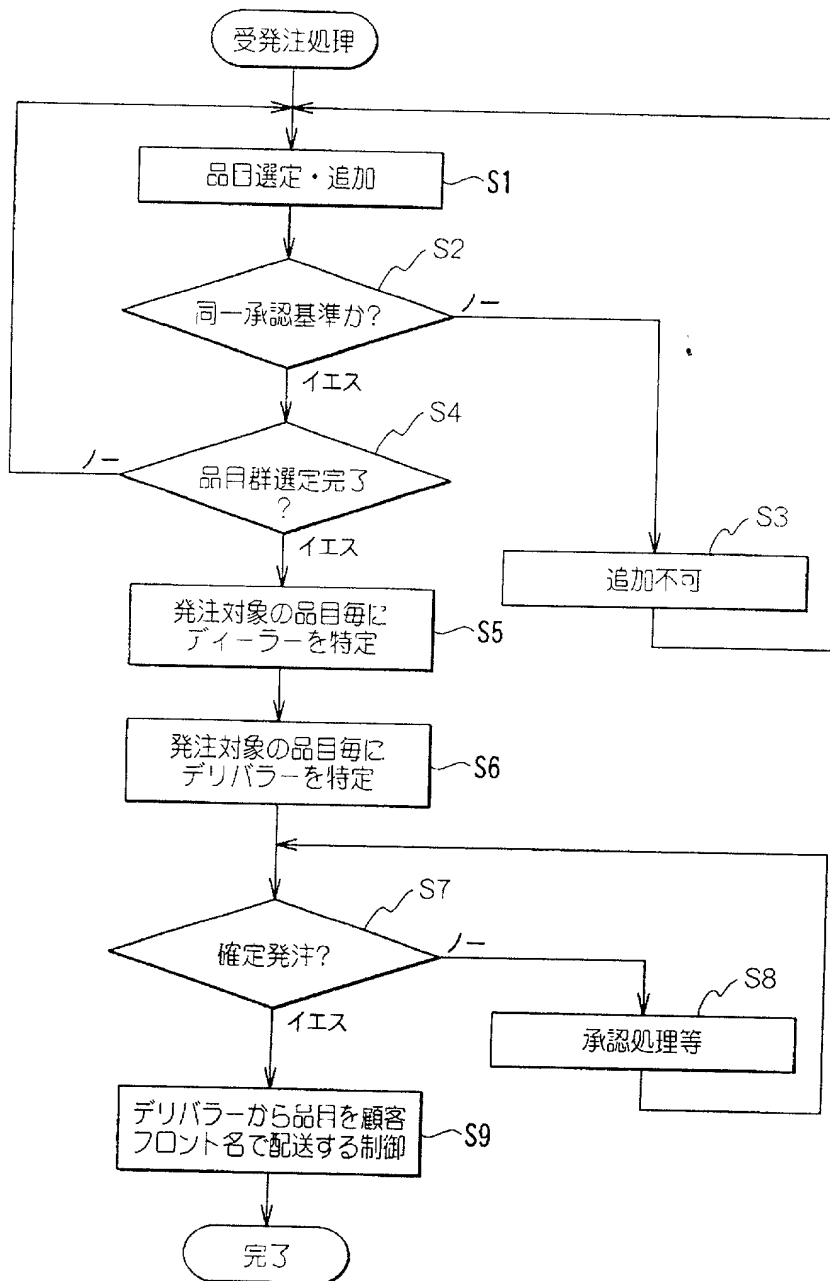 受発注処理
品目選定・追加
S1
S2
同一承認基準か?
ノー
イエス
S4
ノー
品目群選定完了
?
イエス
S3
追加不可
発注対象の品目毎に
ディーラーを特定
S5
発注対象の品目毎に
デリバラーを特定
S6
S7
確定発注?
ノー
イエス
S8
承認処理等
デリバラーから品目を顧客
フロント名で配送する制御
S9
完了